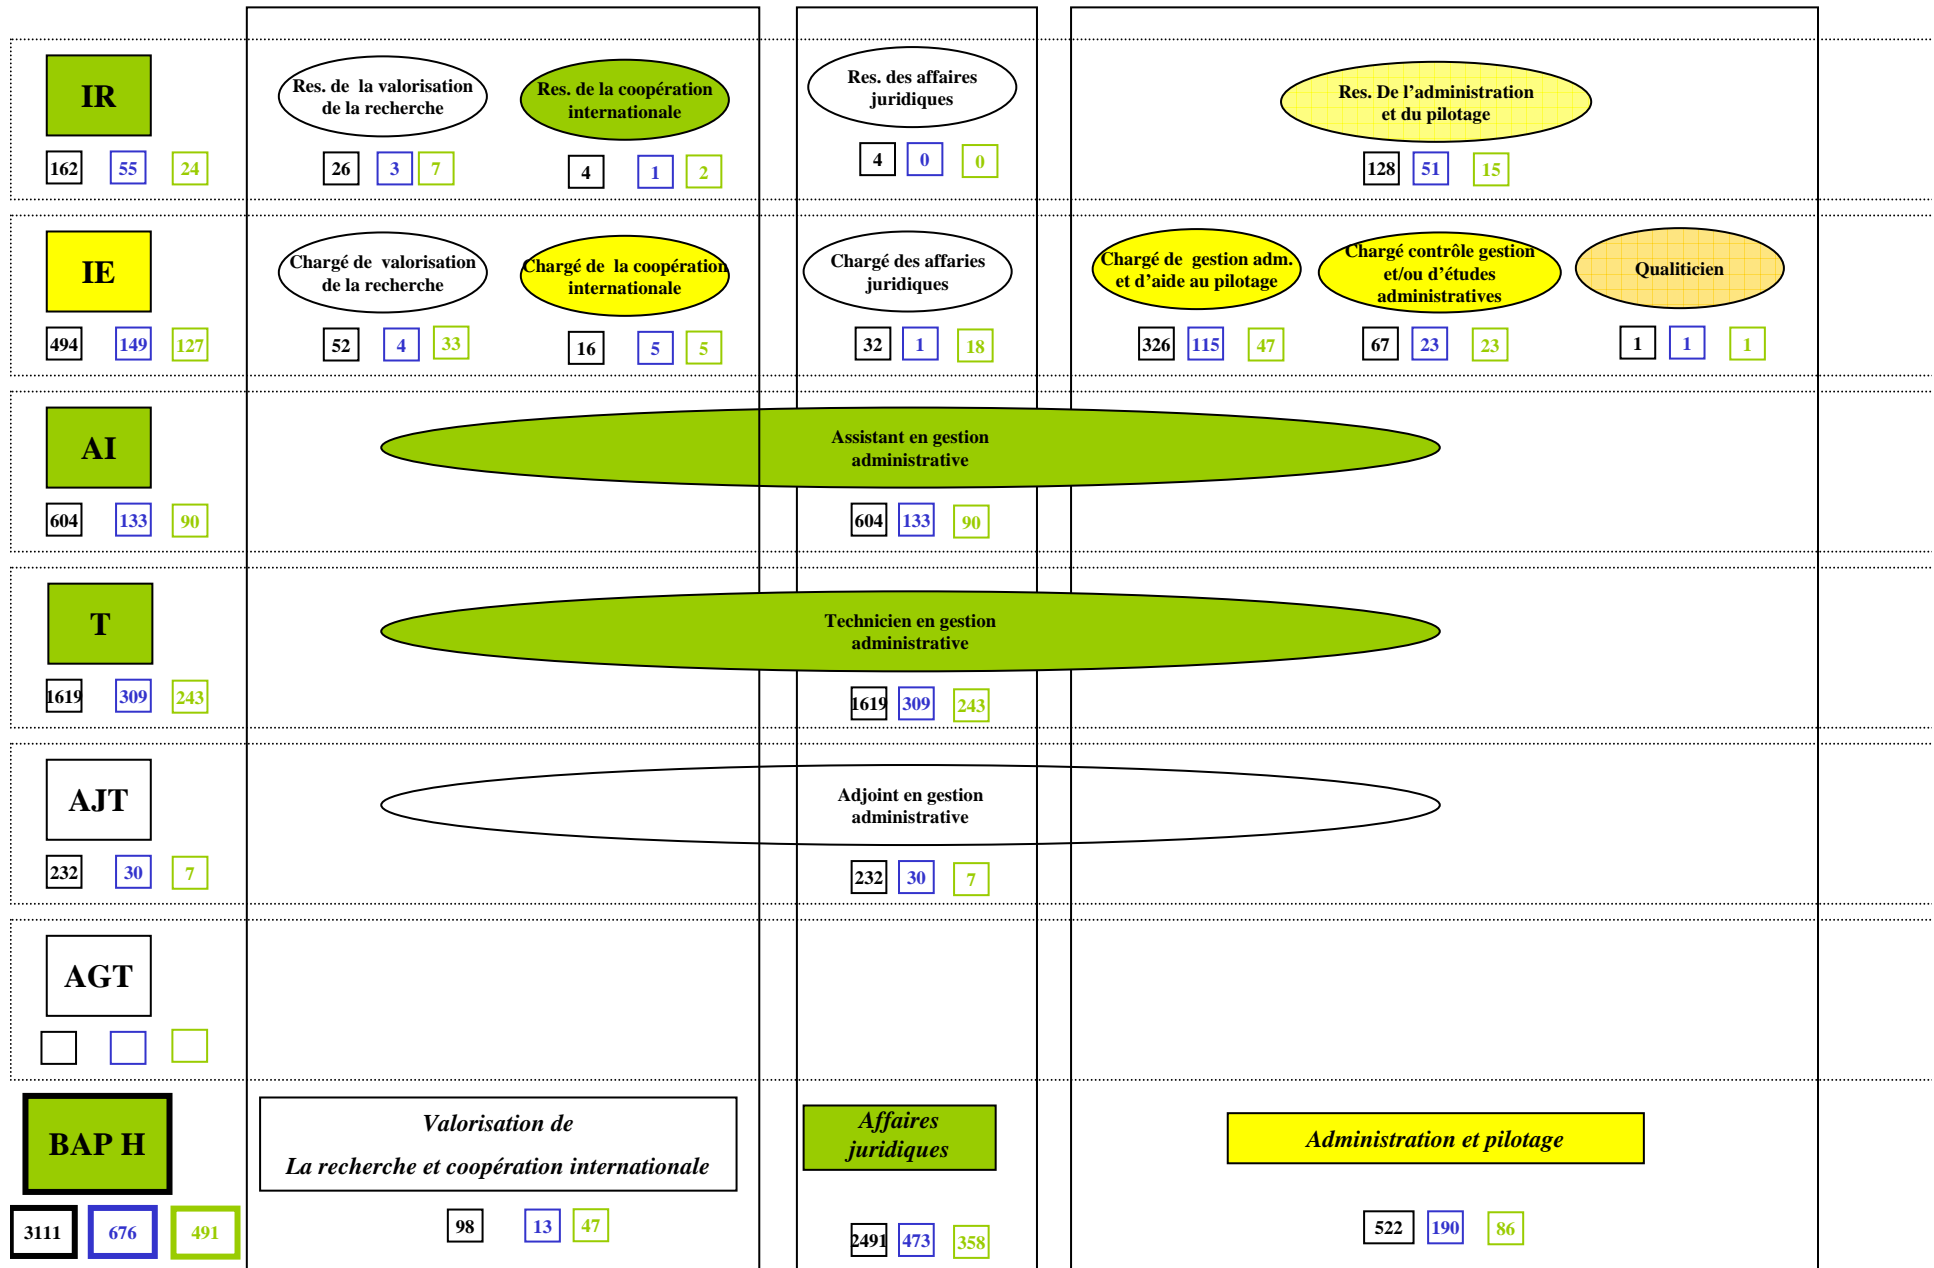 IR
Res. de la valorisation
de la recherche
Res. de la coopération
internationale
Res. des affaires
juridiques
Res. De l'administration
et du pilotage
162 55 24
26 3 7
4 1 2
4 0 0
128 51 15
IE
Chargé de valorisation
de la recherche
Chargé de la coopération
internationale
Chargé des affaries
juridiques
Chargé de gestion adm.
et d'aide au pilotage
Chargé contrôle gestion
et/ou d'études
administratives
Qualiticien
494 149 127
52 4 33
16 5 5
32 1 18
326 115 47
67 23 23
1 1 1
AI
Assistant en gestion
administrative
604 133 90
604 133 90
T
Technicien en gestion
administrative
1619 309 243
1619 309 243
AJT
Adjoint en gestion
administrative
232 30 7
232 30 7
AGT
BAP H
Valorisation de
La recherche et coopération internationale
Affaires
juridiques
Administration et pilotage
3111 676 491
98 13 47
2491 473 358
522 190 86